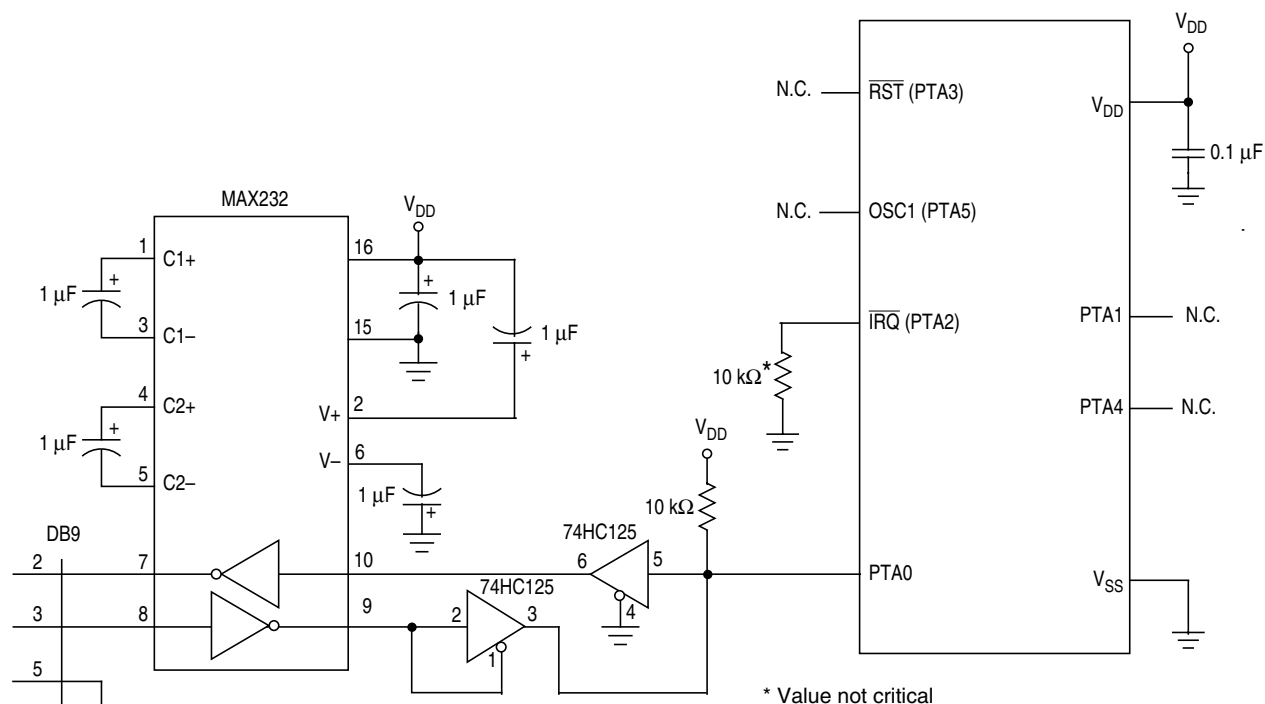 V_DD
N.C.
RST (PTA3)
V_DD
0.1 µF
MAX232
V_DD
N.C.
OSC1 (PTA5)
1
C1+
16
+
1 µF
+
1 µF
1 µF
+
3
C1–
15
IRQ (PTA2)
PTA1
N.C.
10 kΩ*
4
C2+
V+
2
PTA4
N.C.
+
1 µF
V_DD
V–
6
5
C2–
1 µF
+
10 kΩ
DB9
74HC125
2
7
10
6
5
PTA0
V_SS
74HC125
4
3
8
9
2
3
1
5
* Value not critical